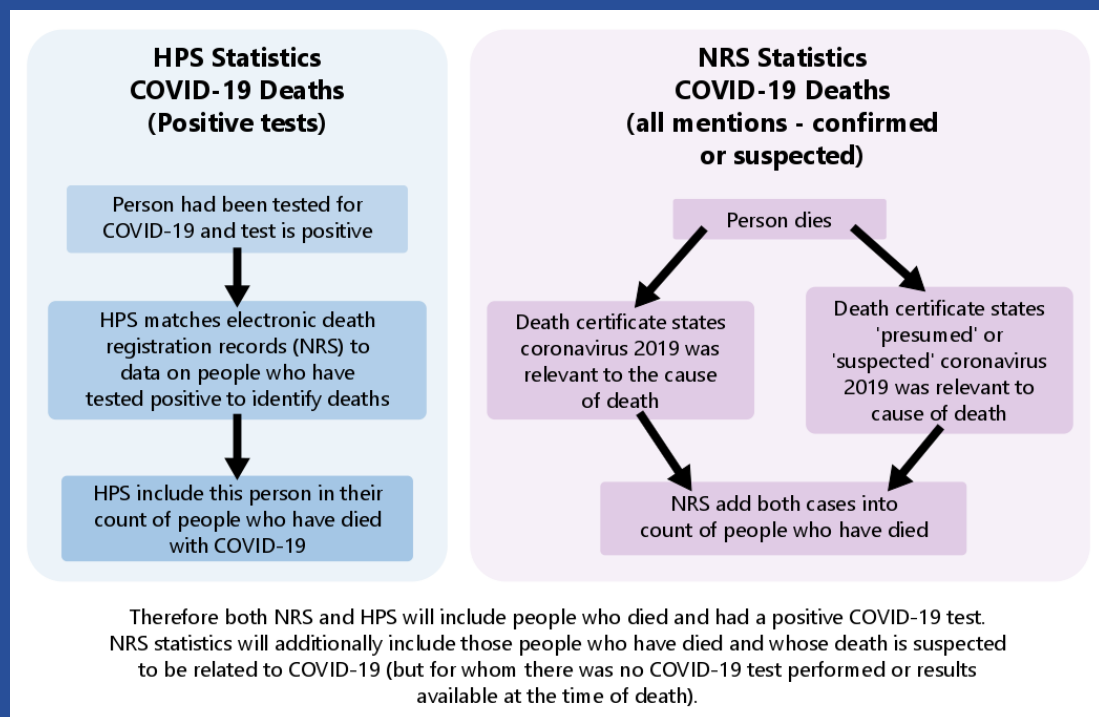 HPS Statistics
COVID-19 Deaths
(Positive tests)
Person had been tested for
COVID-19 and test is positive
HPS matches electronic death
registration records (NRS) to
data on people who have
tested positive to identify deaths
HPS include this person in their
count of people who have died
with COVID-19
NRS Statistics
COVID-19 Deaths
(all mentions - confirmed
or suspected)
Person dies
Death certificate states
coronavirus 2019 was
relevant to the cause
of death
Death certificate states
'presumed' or
'suspected' coronavirus
2019 was relevant to
cause of death
NRS add both cases into
count of people who have died
Therefore both NRS and HPS will include people who died and had a positive COVID-19 test.
NRS statistics will additionally include those people who have died and whose death is suspected
to be related to COVID-19 (but for whom there was no COVID-19 test performed or results
available at the time of death).